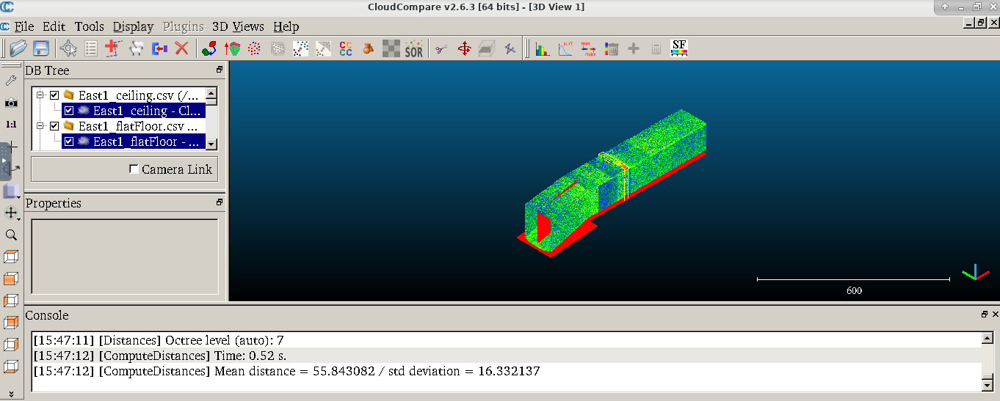 CloudCompare v2.6.3 [64 bits] - [3D View 1]
File Edit Tools Display Plugins 3D Views Help
CC
CC
SOR
μ,σ
min
max
SF
DB Tree
East1_ceiling.csv (/...
East1_ceiling - Cl...
East1_flatFloor.csv ...
East1_flatFloor - ...
1:1
Camera Link
Properties
600
Console
[15:47:11] [Distances] Octree level (auto): 7
[15:47:12] [ComputeDistances] Time: 0.52 s.
[15:47:12] [ComputeDistances] Mean distance = 55.843082 / std deviation = 16.332137